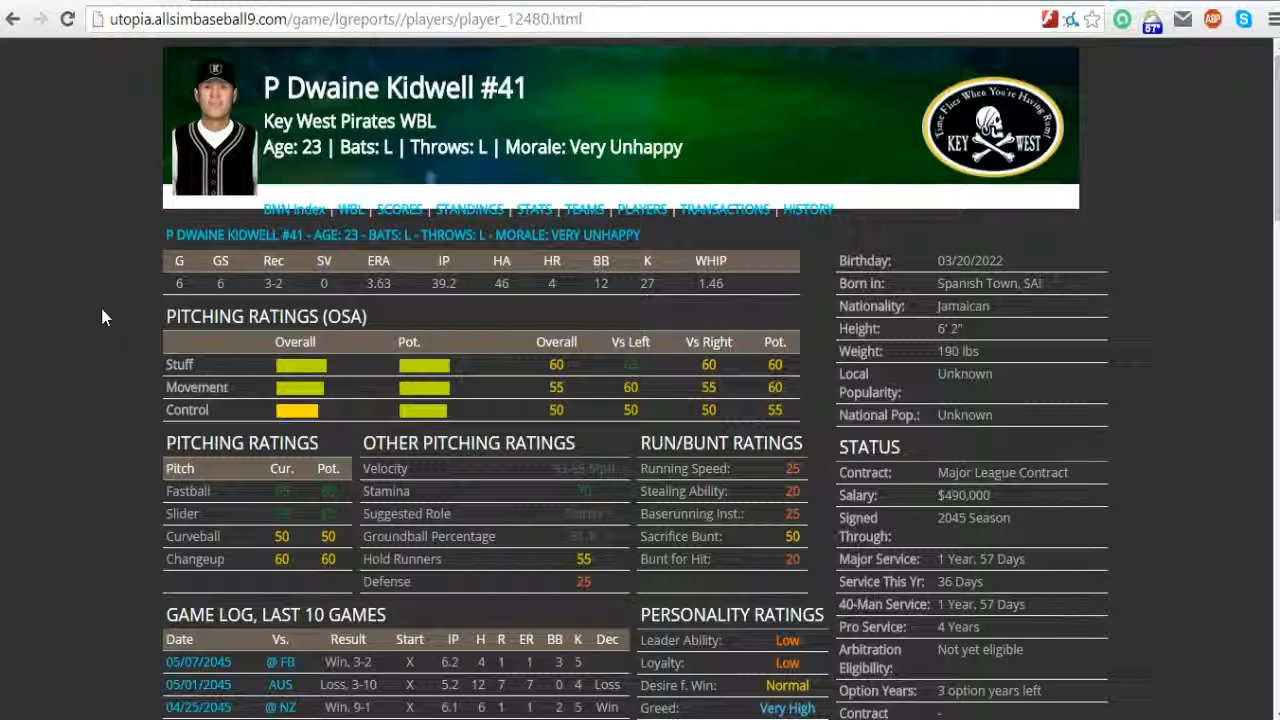 utopia.allsimbaseball9.com/game/lgreports//players/player_12480.html
57°
ABP
P Dwaine Kidwell #41
Key West Pirates WBL
Age: 23 | Bats: L | Throws: L | Morale: Very Unhappy
Time Flies When You're Having Rum!
KEY WEST
BNN Index | WBL | SCORES | STANDINGS | STATS | TEAMS | PLAYERS | TRANSACTIONS | HISTORY
P DWAINE KIDWELL #41 - AGE: 23 - BATS: L - THROWS: L - MORALE: VERY UNHAPPY
G GS Rec SV ERA IP HA HR BB K WHIP
6 6 3-2 0 3.63 39.2 46 4 12 27 1.46
PITCHING RATINGS (OSA)
Overall Pot. Overall Vs Left Vs Right Pot.
Stuff 60 65 60 60
Movement 55 60 55 60
Control 50 50 50 55
PITCHING RATINGS
Pitch Cur. Pot.
Fastball
Slider
Curveball 50 50
Changeup 60 60
OTHER PITCHING RATINGS
Velocity
Stamina 70
Suggested Role
Groundball Percentage
Hold Runners 55
Defense 25
RUN/BUNT RATINGS
Running Speed: 25
Stealing Ability: 20
Baserunning Inst.: 25
Sacrifice Bunt: 50
Bunt for Hit: 20
GAME LOG, LAST 10 GAMES
Date Vs. Result Start IP H R ER BB K Dec
05/07/2045 @ FB Win, 3-2 X 6.2 4 1 1 3 5
05/01/2045 AUS Loss, 3-10 X 5.2 12 7 7 0 4 Loss
04/25/2045 @ NZ Win, 9-1 X 6.1 6 1 1 2 5 Win
PERSONALITY RATINGS
Leader Ability: Low
Loyalty: Low
Desire f. Win: Normal
Greed: Very High
Birthday: 03/20/2022
Born in: Spanish Town, SAI
Nationality: Jamaican
Height: 6' 2"
Weight: 190 lbs
Local Popularity: Unknown
National Pop.: Unknown
STATUS
Contract: Major League Contract
Salary: $490,000
Signed Through: 2045 Season
Major Service: 1 Year, 57 Days
Service This Yr: 36 Days
40-Man Service: 1 Year, 57 Days
Pro Service: 4 Years
Arbitration Eligibility: Not yet eligible
Option Years: 3 option years left
Contract -